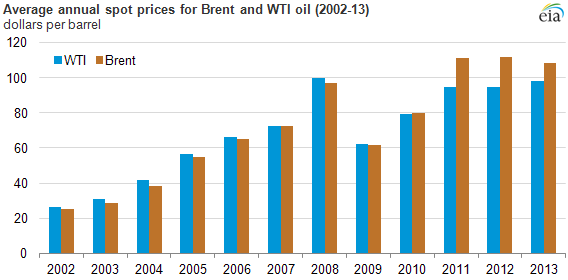 Average annual spot prices for Brent and WTI oil (2002-13)
dollars per barrel
eia
120
WTI Brent
100
80
60
40
20
0
2002 2003 2004 2005 2006 2007 2008 2009 2010 2011 2012 2013